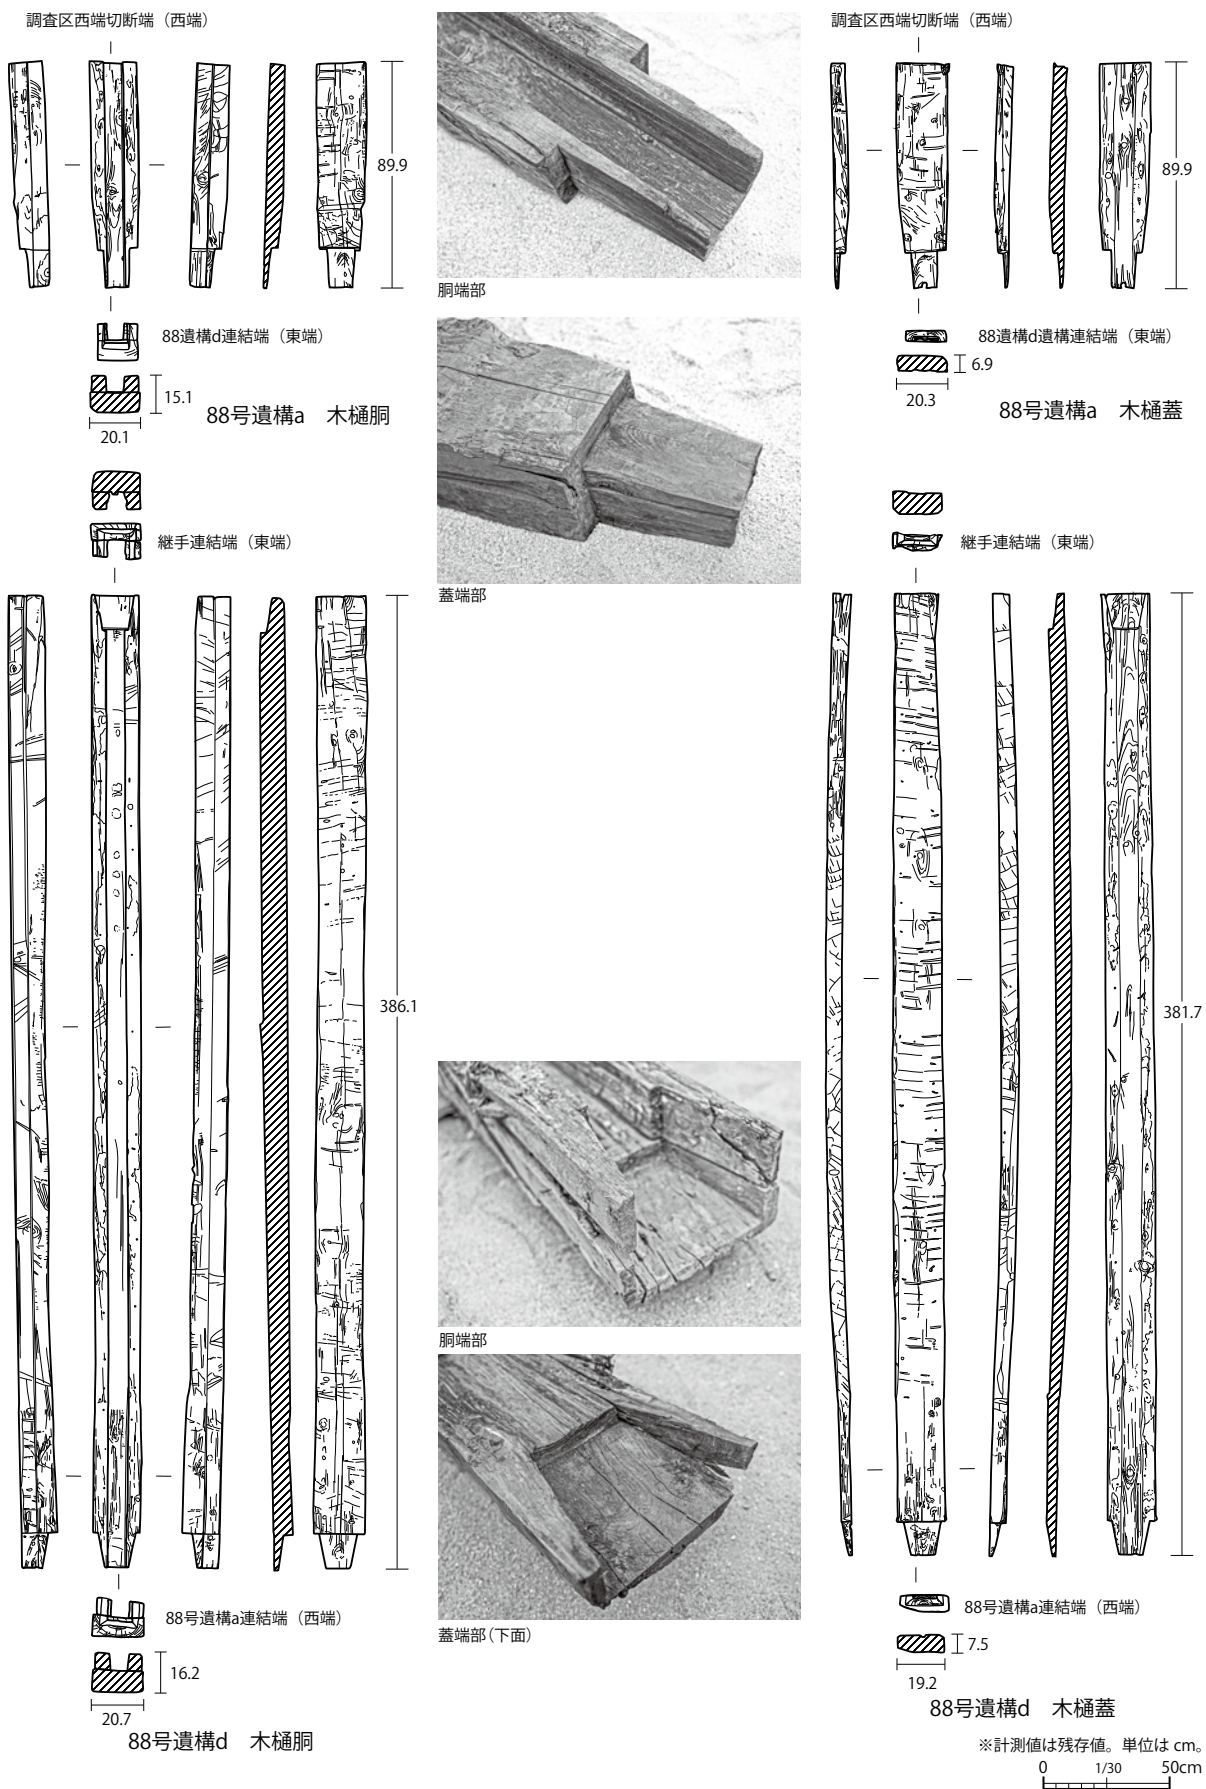 調査区西端切断端（西端）
89.9
88遺構d連結端（東端）
15.1
20.1
88号遺構a　木樋胴
胴端部
蓋端部
調査区西端切断端（西端）
89.9
88遺構d遺構連結端（東端）
6.9
20.3
88号遺構a　木樋蓋
継手連結端（東端）
386.1
88号遺構a連結端（西端）
16.2
20.7
88号遺構d　木樋胴
胴端部
蓋端部（下面）
継手連結端（東端）
381.7
88号遺構a連結端（西端）
7.5
19.2
88号遺構d　木樋蓋
※計測値は残存値。単位は cm。
0 1/30 50cm